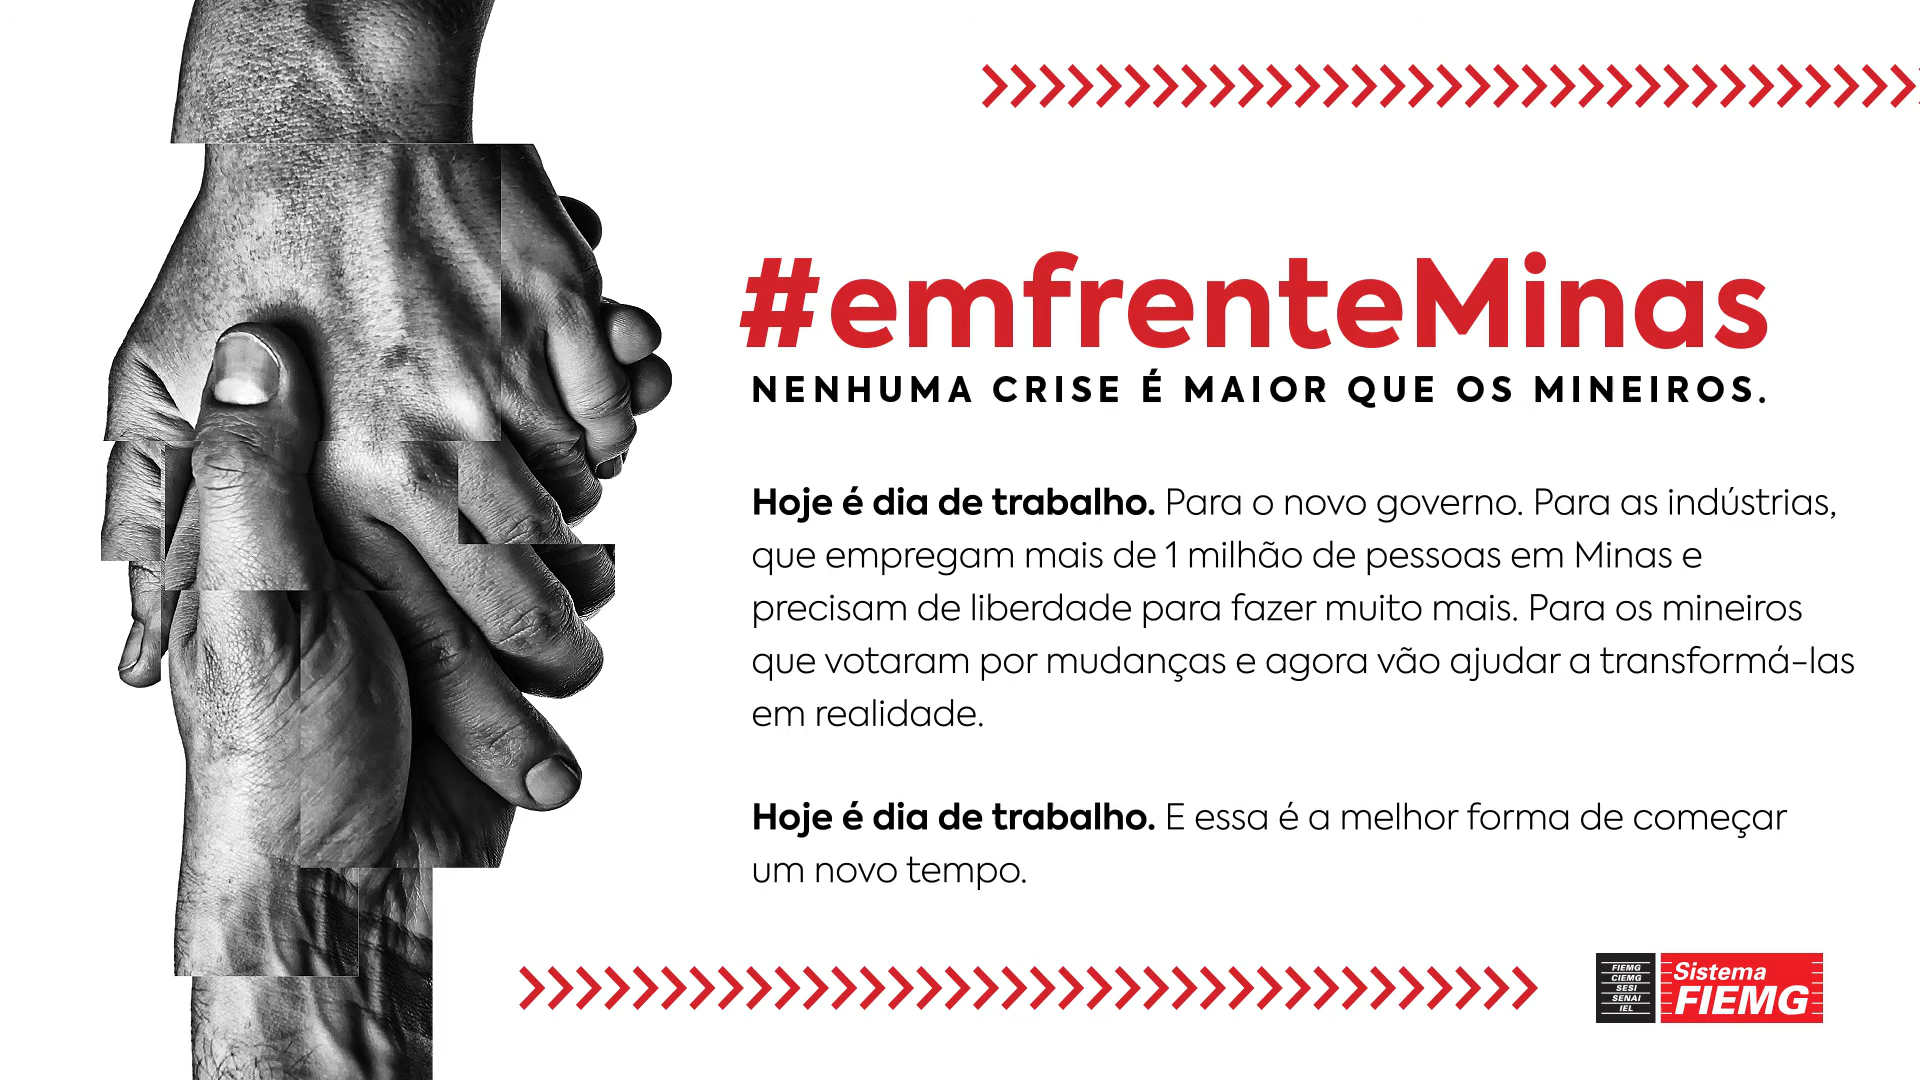 #emfrenteMinas
NENHUMA CRISE É MAIOR QUE OS MINEIROS.
Hoje é dia de trabalho. Para o novo governo. Para as indústrias,
que empregam mais de 1 milhão de pessoas em Minas e
precisam de liberdade para fazer muito mais. Para os mineiros
que votaram por mudanças e agora vão ajudar a transformá-las
em realidade.
Hoje é dia de trabalho. E essa é a melhor forma de começar
um novo tempo.
FIEMG
CIEMG
SESI
SENAI
IEL
Sistema
FIEMG